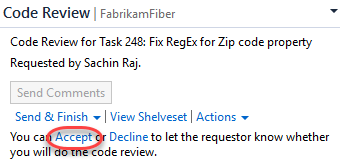 Code Review | FabrikamFiber
Code Review for Task 248: Fix RegEx for Zip code property
Requested by Sachin Raj.
Send Comments
Send & Finish | View Shelveset | Actions
You can Accept or Decline to let the requestor know whether
you will do the code review.